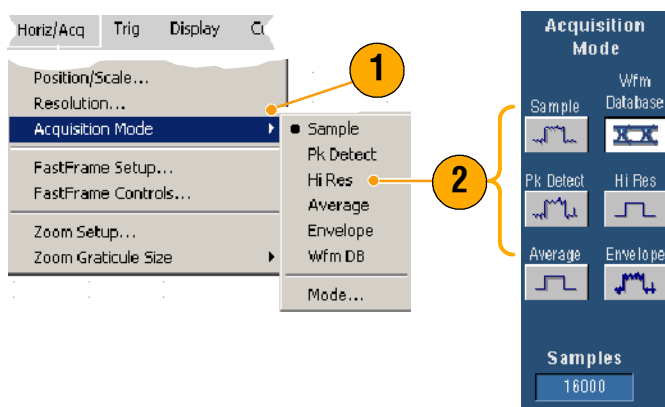 Horiz/Acq Trig Display
Position/Scale...
Resolution...
Acquisition Mode
FastFrame Setup...
FastFrame Controls...
Zoom Setup...
Zoom Graticule Size
1
Sample
Pk Detect
Hi Res
Average
Envelope
Wfm DB
Mode...
2
Acquisition
Mode
Wfm
Sample Database
Pk Detect Hi Res
Average Envelope
Samples
16000